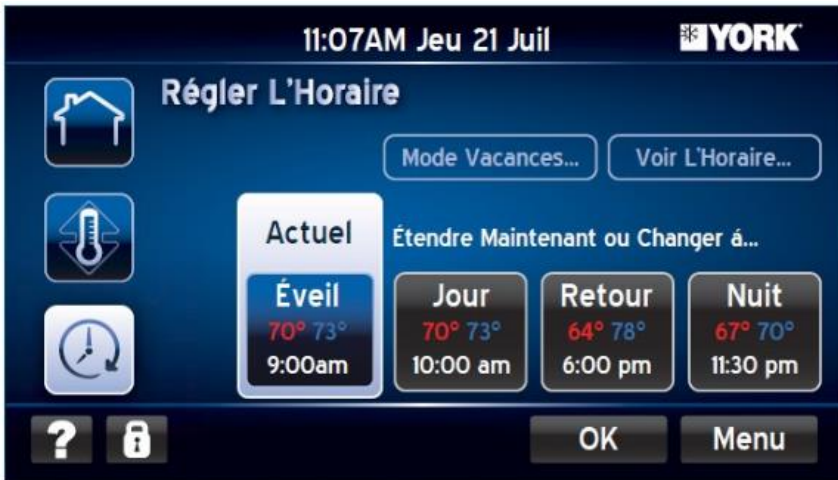 11:07AM Jeu 21 Juil
YORK
Régler L'Horaire
Mode Vacances...
Voir L'Horaire...
Actuel
Étendre Maintenant ou Changer á...
Éveil
70° 73°
9:00am
Jour
70° 73°
10:00 am
Retour
64° 78°
6:00 pm
Nuit
67° 70°
11:30 pm
?
OK
Menu